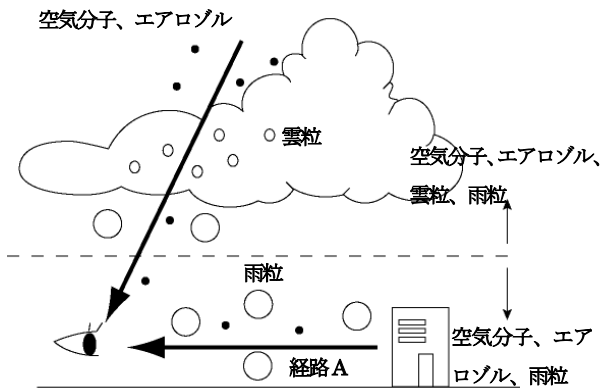 空気分子、エアロゾル
雲粒
空気分子、エアロゾル、
雲粒、雨粒
雨粒
空気分子、エア
ロゾル、雨粒
経路A